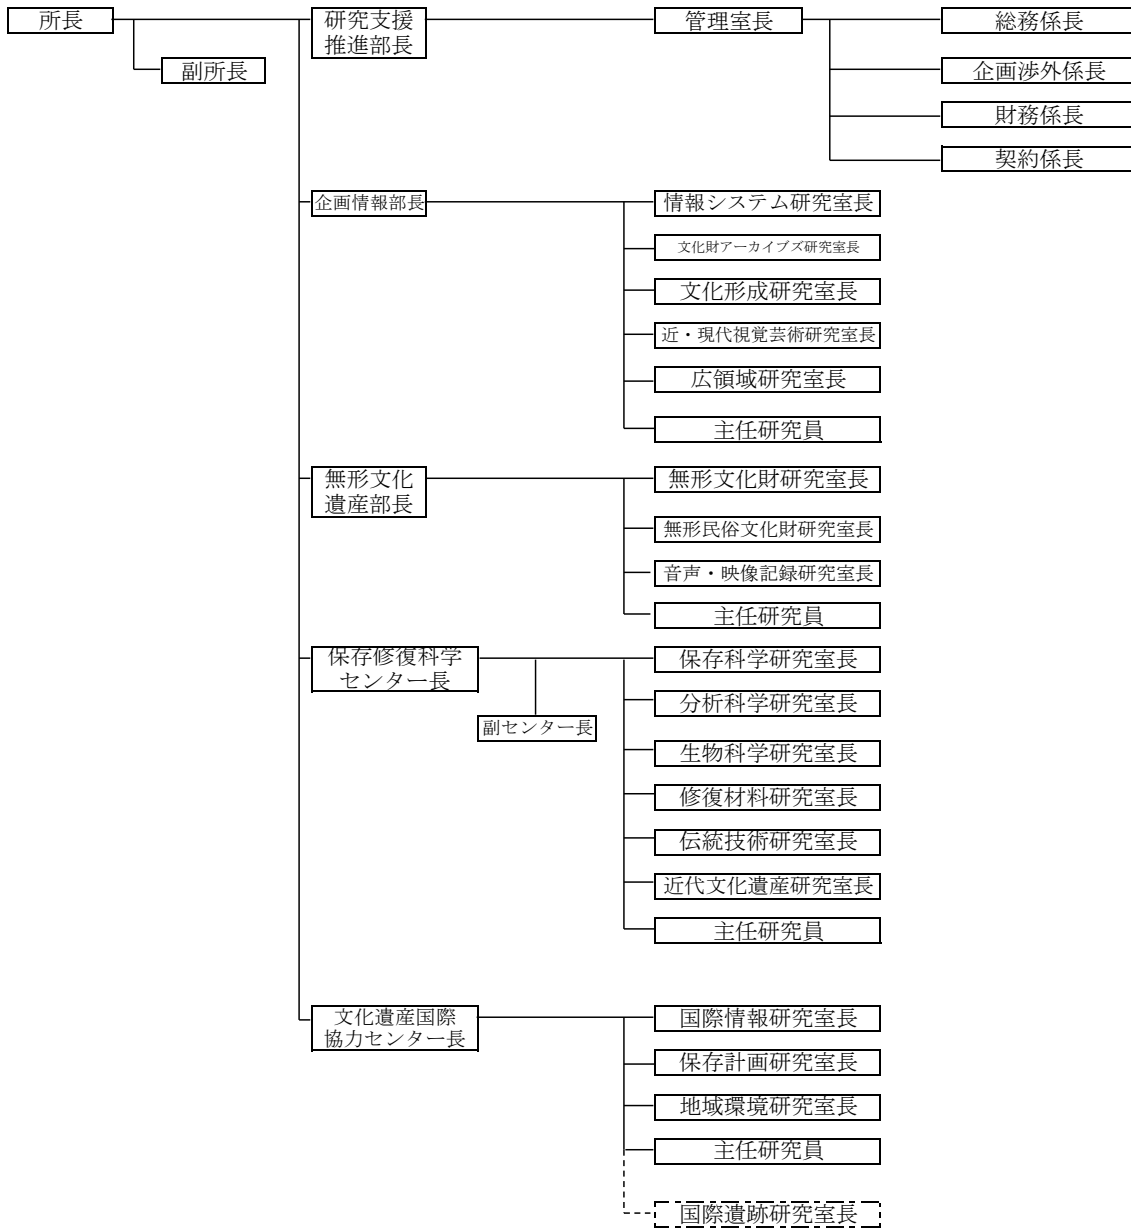 所長
副所長
研究支援
推進部長
管理室長
総務係長
企画渉外係長
財務係長
契約係長
企画情報部長
情報システム研究室長
文化財アーカイブズ研究室長
文化形成研究室長
近・現代視覚芸術研究室長
広領域研究室長
主任研究員
無形文化
遺産部長
無形文化財研究室長
無形民俗文化財研究室長
音声・映像記録研究室長
主任研究員
保存修復科学
センター長
副センター長
保存科学研究室長
分析科学研究室長
生物科学研究室長
修復材料研究室長
伝統技術研究室長
近代文化遺産研究室長
主任研究員
文化遺産国際
協力センター長
国際情報研究室長
保存計画研究室長
地域環境研究室長
主任研究員
国際遺跡研究室長